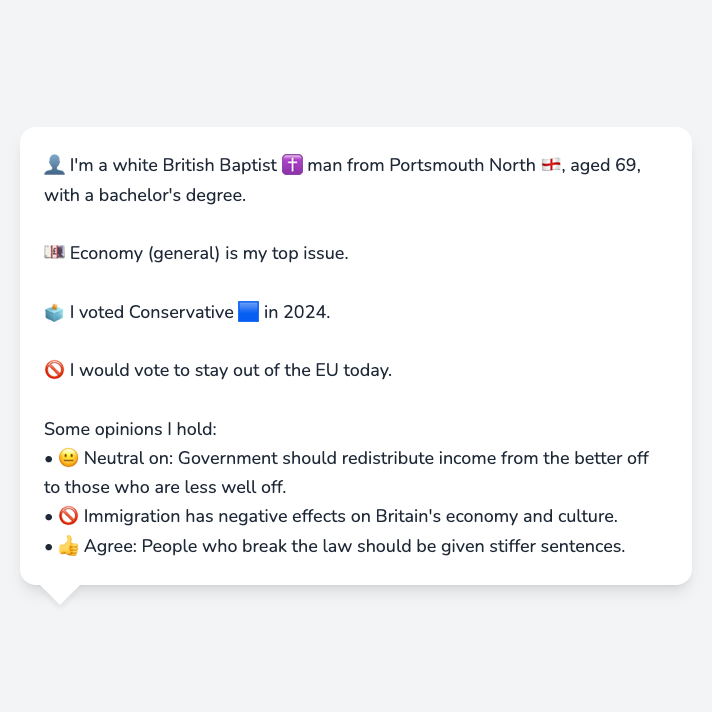 👤 I'm a white British Baptist ✝️ man from Portsmouth North 🏴󠁧󠁢󠁥󠁮󠁧󠁿, aged 69,
with a bachelor's degree.
💷 Economy (general) is my top issue.
🗳️ I voted Conservative 🟦 in 2024.
🚫 I would vote to stay out of the EU today.
Some opinions I hold:
• 😐 Neutral on: Government should redistribute income from the better off
to those who are less well off.
• 🚫 Immigration has negative effects on Britain's economy and culture.
• 👍 Agree: People who break the law should be given stiffer sentences.